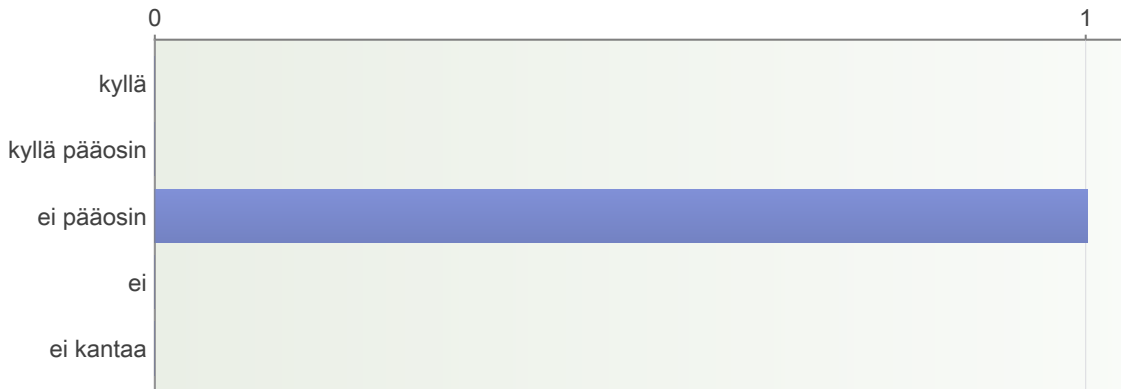 0 1
kyllä
kyllä pääosin
ei pääosin
ei
ei kantaa